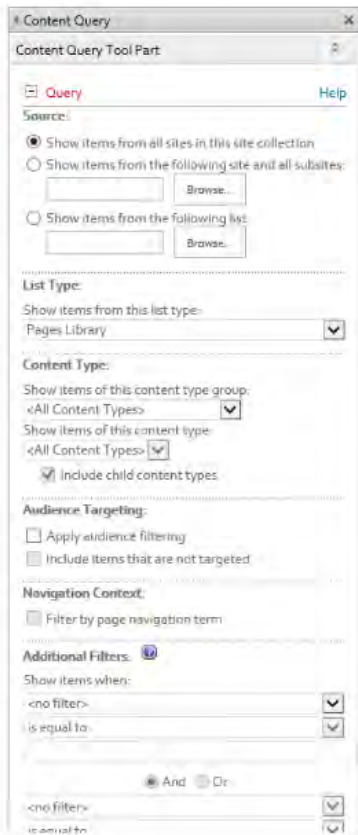 Content Query
Content Query Tool Part
Query Help
Source:
Show items from all sites in this site collection
Show items from the following site and all subsites:
Browse...
Show items from the following list:
Browse...
List Type:
Show items from this list type:
Pages Library
Content Type:
Show items of this content type group:
<All Content Types>
Show items of this content type:
<All Content Types>
Include child content types
Audience Targeting:
Apply audience filtering
Include items that are not targeted
Navigation Context:
Filter by page navigation term
Additional Filters:
Show items when:
<no filter>
is equal to
And Or
<no filter>
is equal to